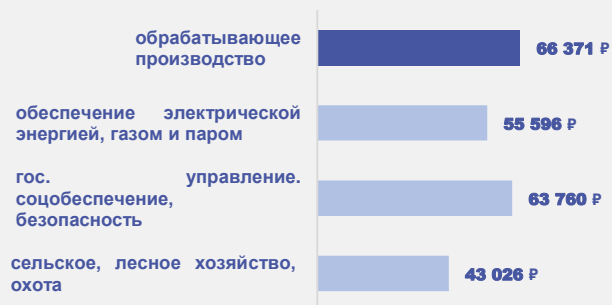 обрабатывающее
производство
66 371 ₽
обеспечение электрической
энергией, газом и паром
55 596 ₽
гос. управление.
соцобеспечение,
безопасность
63 760 ₽
сельское, лесное хозяйство,
охота
43 026 ₽